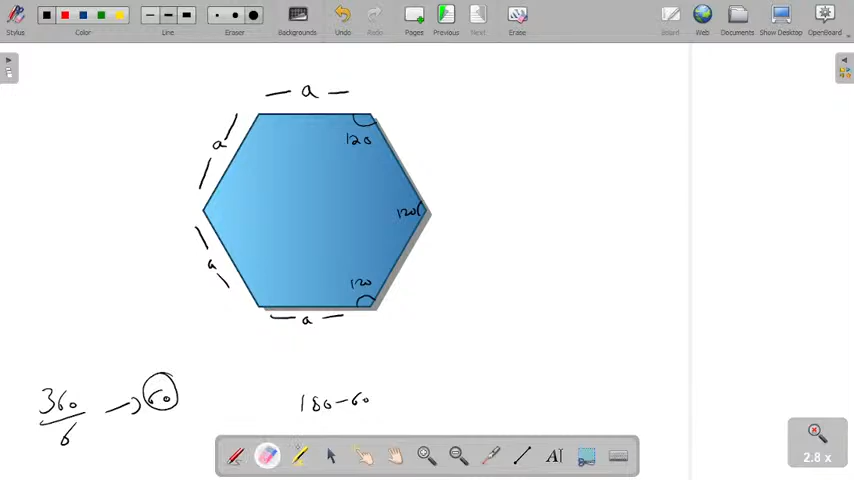 Stylus Color Line Eraser Backgrounds Undo Redo Pages Previous Next Erase Board Web Documents Show Desktop OpenBoard
— a —
a
120
120
a
120
— a —
360
6
→ 60
180-60
2.8 x